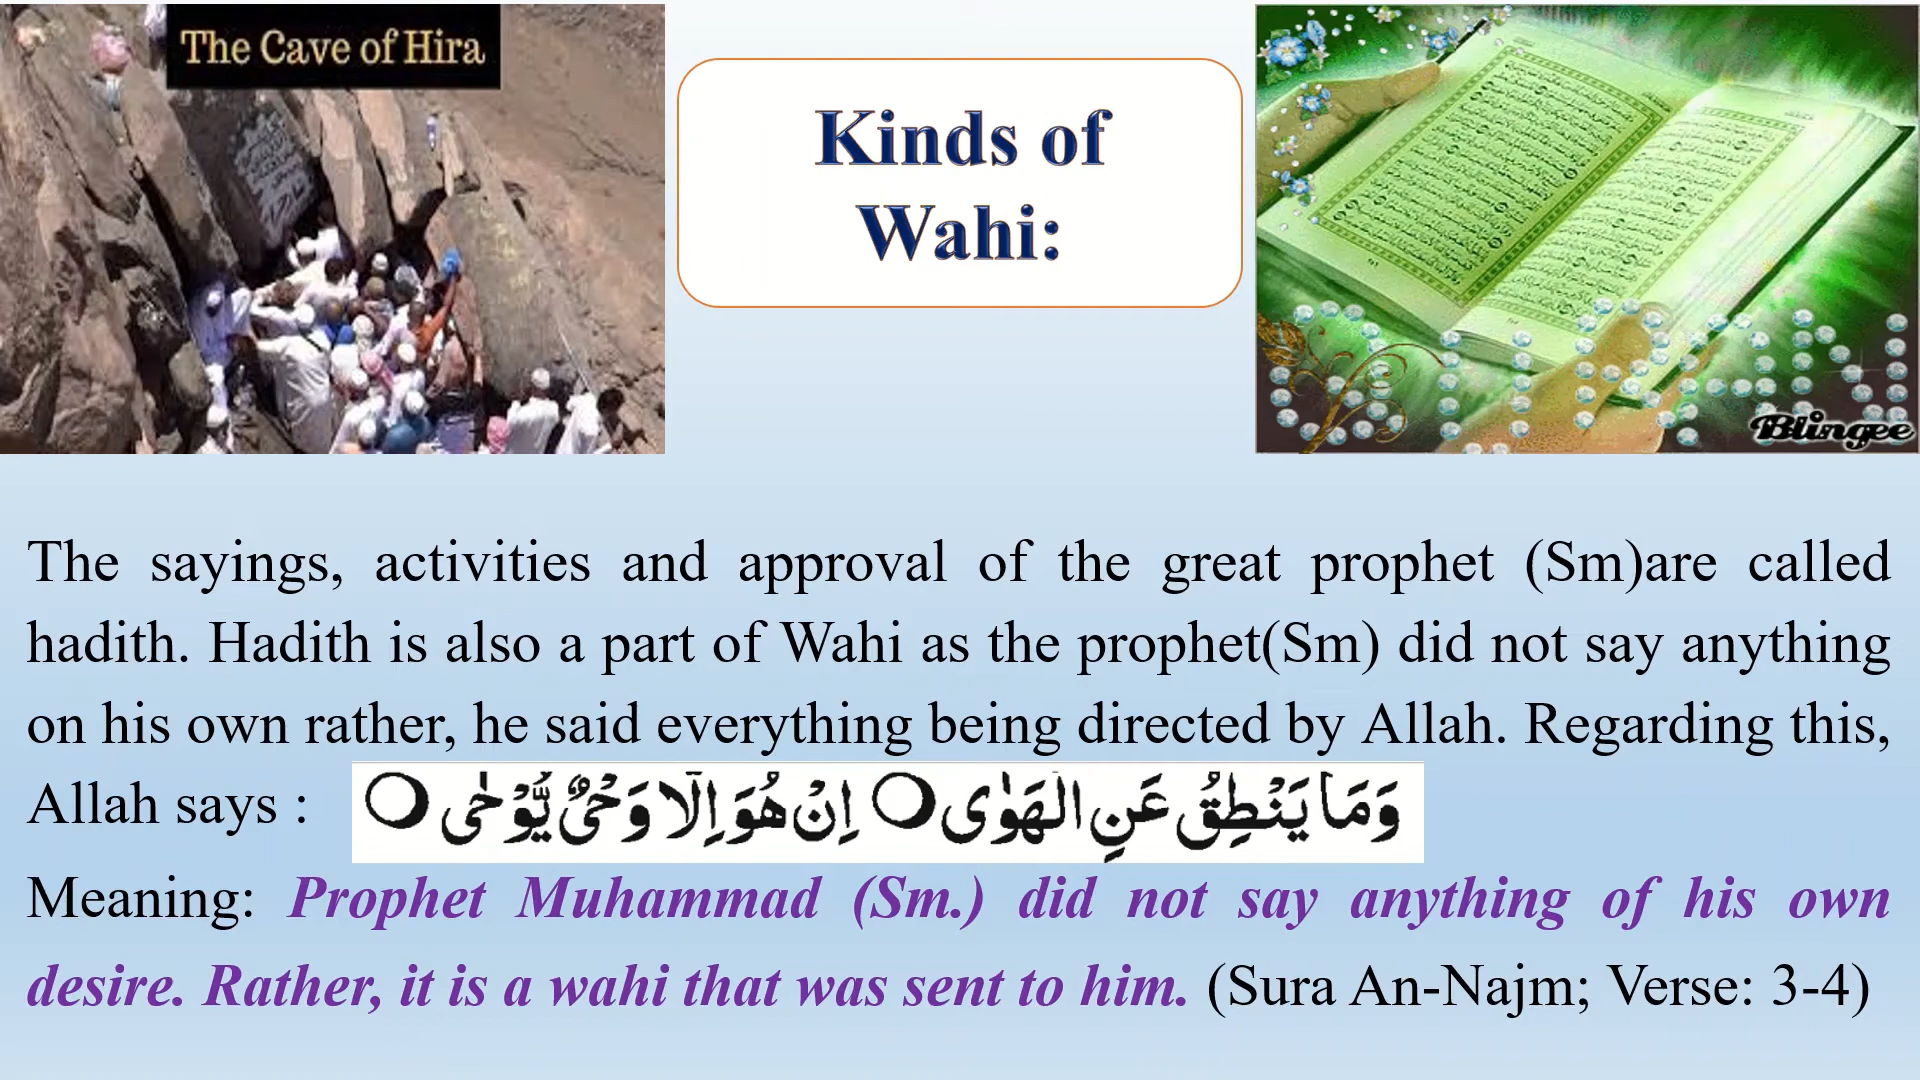 The Cave of Hira
Kinds of
Wahi:
Blingee
The sayings, activities and approval of the great prophet (Sm)are called
hadith. Hadith is also a part of Wahi as the prophet(Sm) did not say anything
on his own rather, he said everything being directed by Allah. Regarding this,
Allah says : وَمَا يَنْطِقُ عَنِ الْهَوٰى ○ اِنْ هُوَ اِلَّا وَحْىٌ يُّوْحٰى ○
Meaning: Prophet Muhammad (Sm.) did not say anything of his own
desire. Rather, it is a wahi that was sent to him. (Sura An-Najm; Verse: 3-4)